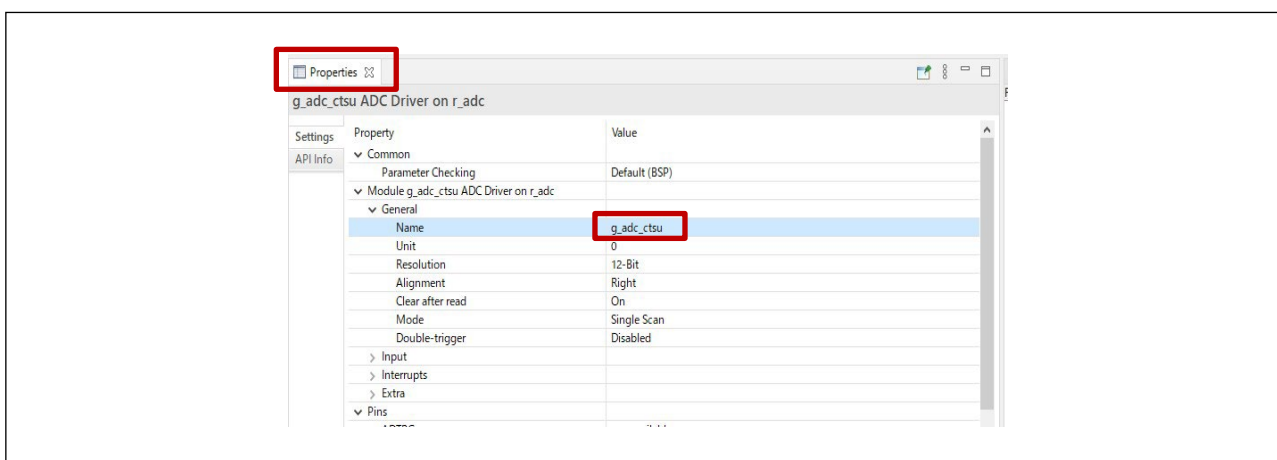 Properties
g_adc_ctsu ADC Driver on r_adc
Settings
API Info
Property Value
Common
Parameter Checking Default (BSP)
Module g_adc_ctsu ADC Driver on r_adc
General
Name g_adc_ctsu
Unit 0
Resolution 12-Bit
Alignment Right
Clear after read On
Mode Single Scan
Double-trigger Disabled
Input
Interrupts
Extra
Pins